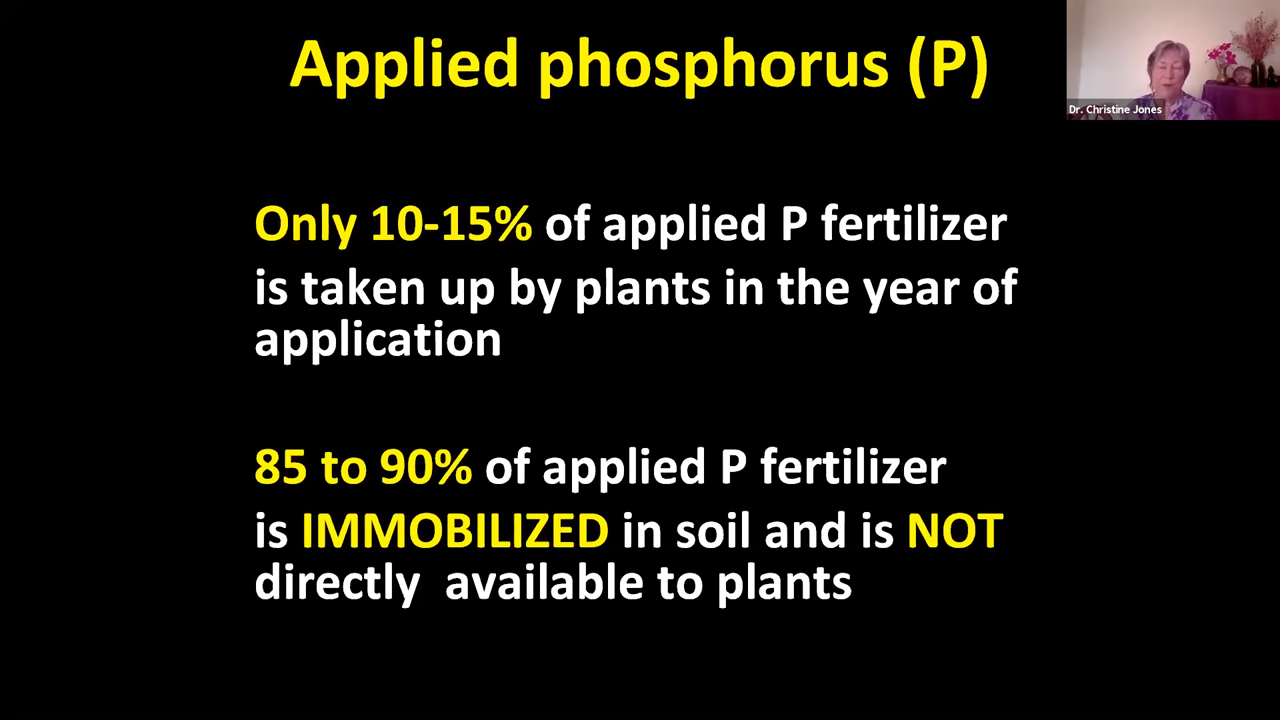 Applied phosphorus (P)
Dr. Christine Jones
Only 10-15% of applied P fertilizer
is taken up by plants in the year of
application
85 to 90% of applied P fertilizer
is IMMOBILIZED in soil and is NOT
directly  available to plants